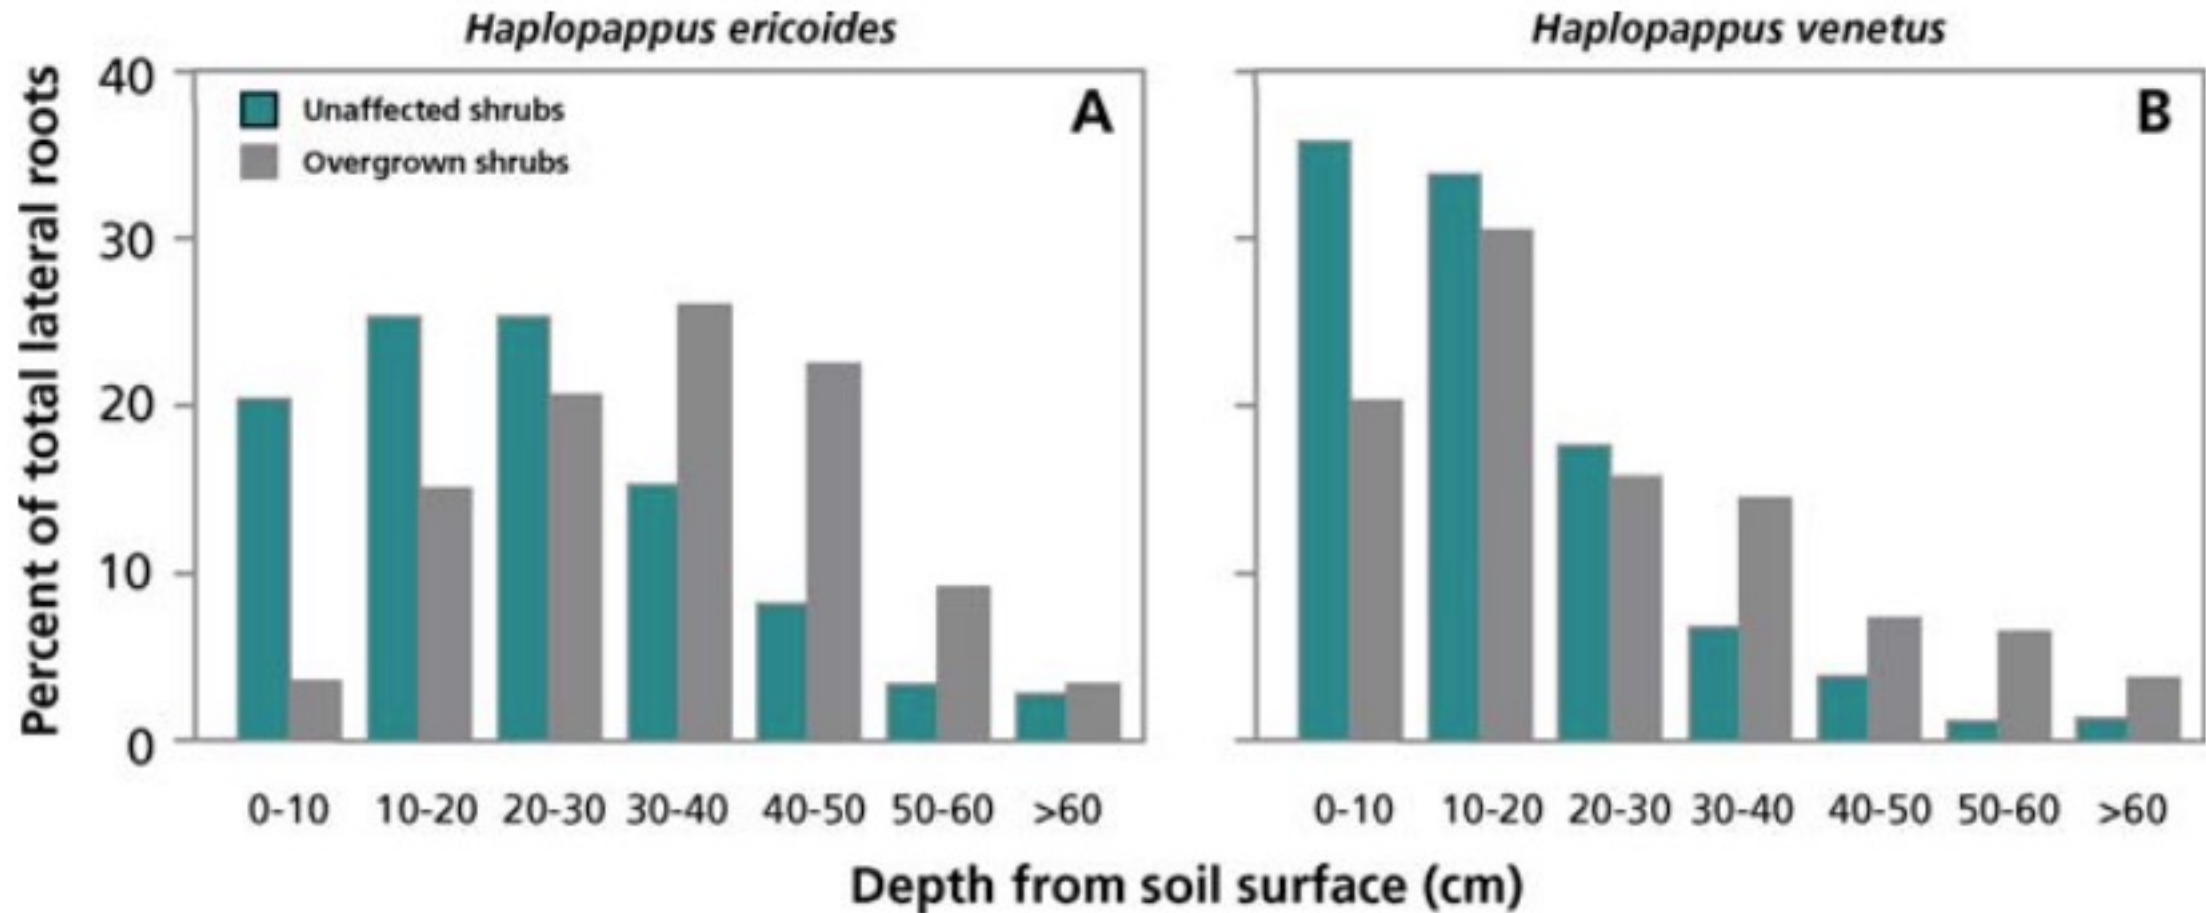 Haplopappus ericoides
Haplopappus venetus
Percent of total lateral roots
40
30
20
10
0
Unaffected shrubs
Overgrown shrubs
A
B
0-10 10-20 20-30 30-40 40-50 50-60 >60
0-10 10-20 20-30 30-40 40-50 50-60 >60
Depth from soil surface (cm)